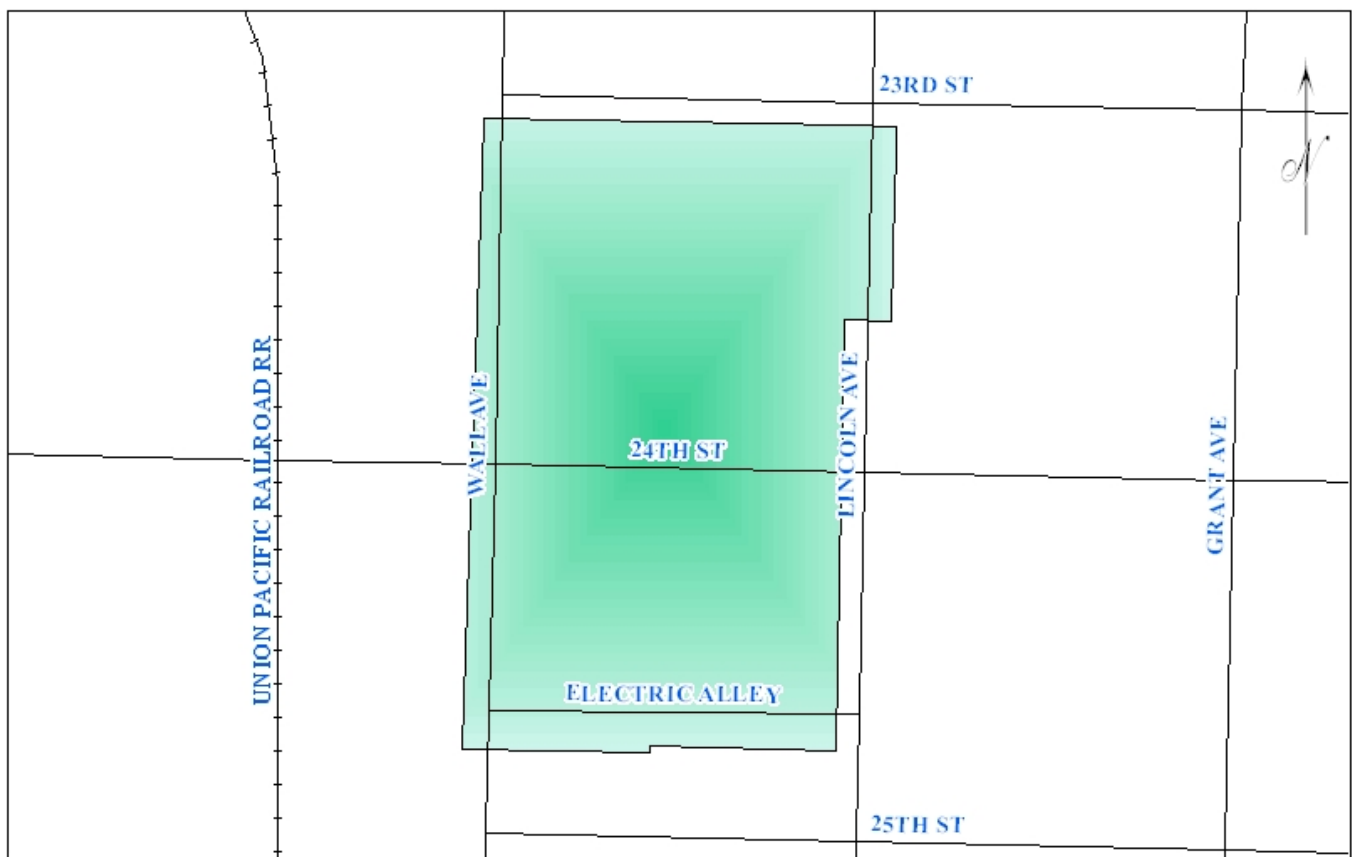 23RD ST
N
UNION PACIFIC RAILROAD RR
WALL AVE
24TH ST
LINCOLN AVE
GRANT AVE
ELECTRIC ALLEY
25TH ST